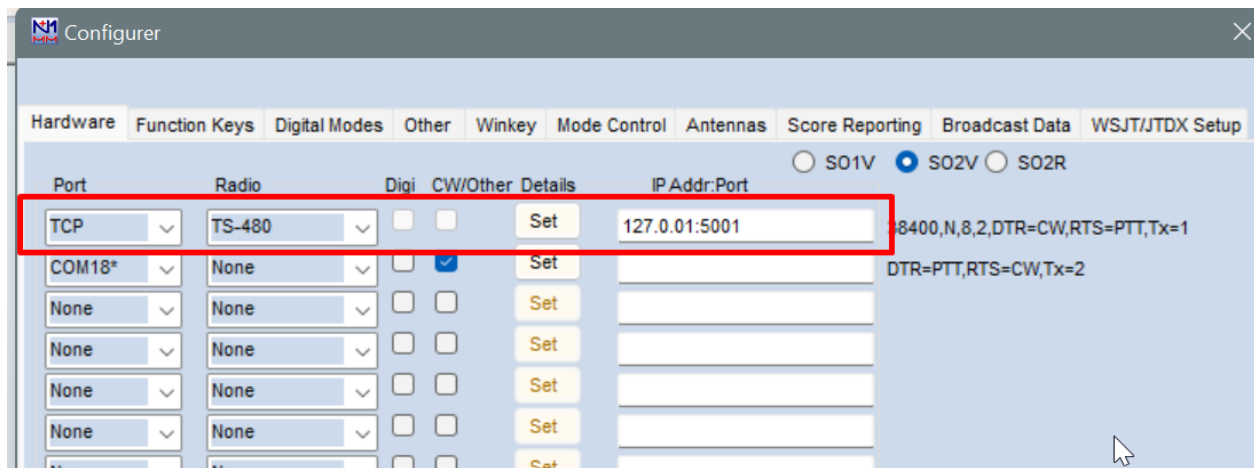 N1MM Configurer
Hardware Function Keys Digital Modes Other Winkey Mode Control Antennas Score Reporting Broadcast Data WSJT/JTDX Setup
SO1V SO2V SO2R
Port Radio Digi CW/Other Details IP Addr:Port
TCP TS-480 Set 127.0.01:5001 38400,N,8,2,DTR=CW,RTS=PTT,Tx=1
COM18* None Set DTR=PTT,RTS=CW,Tx=2
None None Set
None None Set
None None Set
None None Set
Set